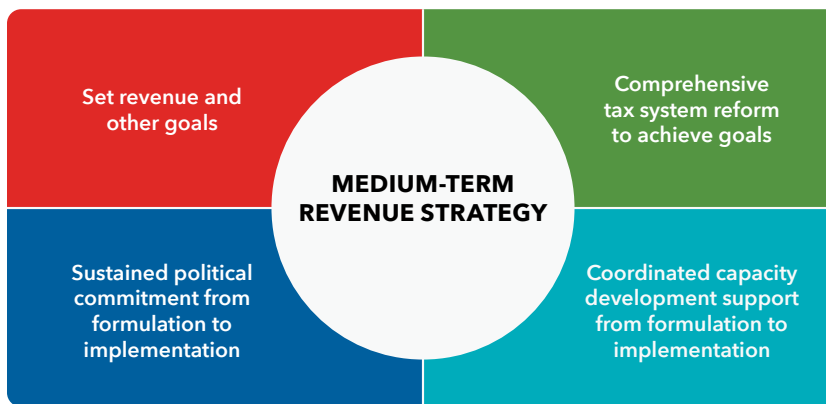 Set revenue and
other goals
Comprehensive
tax system reform
to achieve goals
MEDIUM-TERM
REVENUE STRATEGY
Sustained political
commitment from
formulation to
implementation
Coordinated capacity
development support
from formulation to
implementation